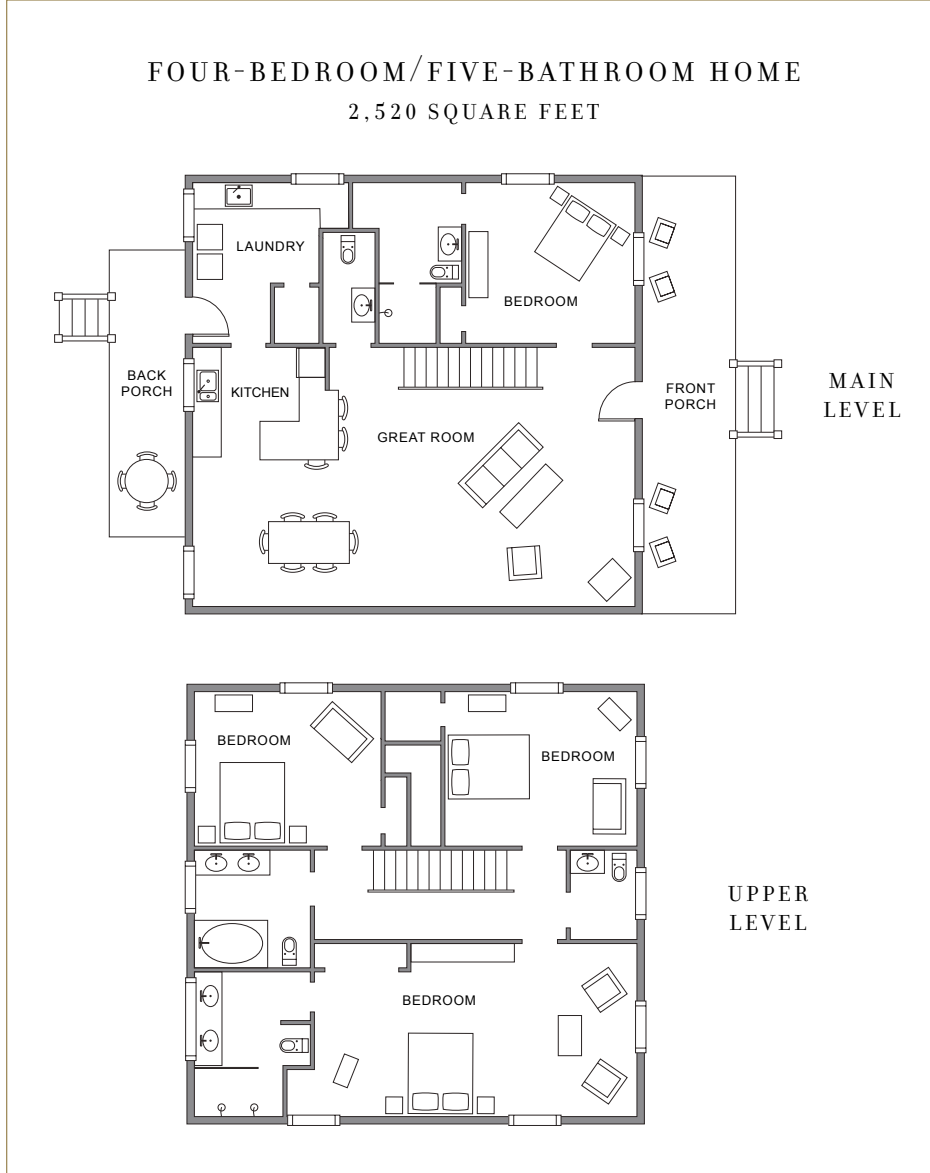 FOUR-BEDROOM/FIVE-BATHROOM HOME
2,520 SQUARE FEET
LAUNDRY
BEDROOM
BACK
PORCH
KITCHEN
FRONT
PORCH
MAIN
LEVEL
GREAT ROOM
BEDROOM
BEDROOM
UPPER
LEVEL
BEDROOM